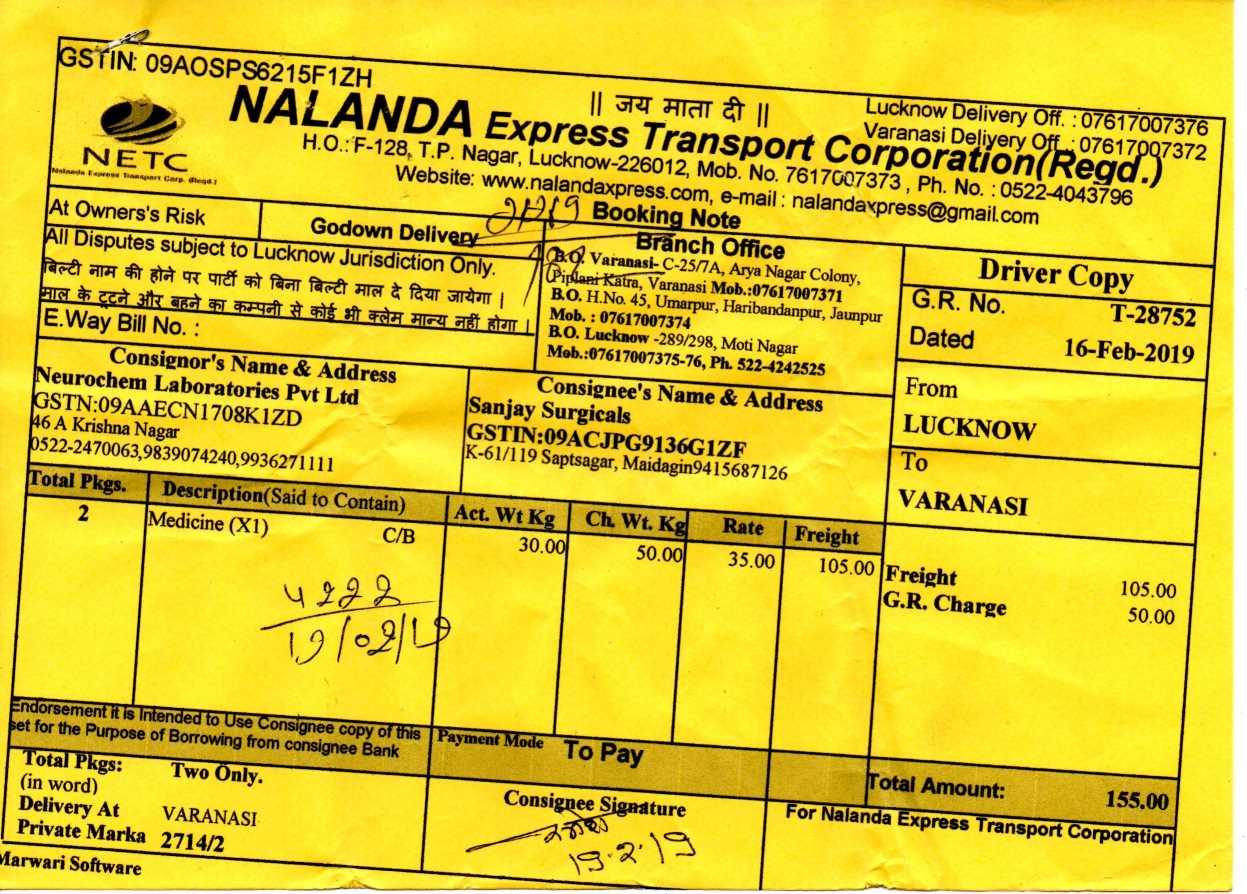 GSTIN: 09AOSPS6215F1ZH
|| जय माता दी ||
Lucknow Delivery Off. : 07617007376
Varanasi Delivery Off. : 07617007372
NETC
Nalanda Express Transport Corp. (Regd.)
NALANDA Express Transport Corporation(Regd.)
H.O.: F-128, T.P. Nagar, Lucknow-226012, Mob. No. 7617007373 , Ph. No. : 0522-4043796
Website: www.nalandaxpress.com, e-mail : nalandaxpress@gmail.com
Booking Note
At Owners's Risk
Godown Delivery
All Disputes subject to Lucknow Jurisdiction Only.
बिल्टी नाम की होने पर पार्टी को बिना बिल्टी माल दे दिया जायेगा |
माल के टूटने और बहने का कम्पनी से कोई भी क्लेम मान्य नहीं होगा |
E.Way Bill No. :
Branch Office
B.O. Varanasi- C-25/7A, Arya Nagar Colony,
Piplani Katra, Varanasi Mob.:07617007371
B.O. H.No. 45, Umarpur, Haribandanpur, Jaunpur
Mob. : 07617007374
B.O. Lucknow -289/298, Moti Nagar
Mob.:07617007375-76, Ph. 522-4242525
Driver Copy
G.R. No. T-28752
Dated 16-Feb-2019
Consignor's Name & Address
Neurochem Laboratories Pvt Ltd
GSTN:09AAECN1708K1ZD
46 A Krishna Nagar
0522-2470063,9839074240,9936271111
Consignee's Name & Address
Sanjay Surgicals
GSTIN:09ACJPG9136G1ZF
K-61/119 Saptsagar, Maidagin9415687126
From
LUCKNOW
To
VARANASI
Total Pkgs. Description(Said to Contain) Act. Wt Kg Ch. Wt. Kg Rate Freight
2 Medicine (X1) C/B 30.00 50.00 35.00 105.00
4222
19/02/19
Freight 105.00
G.R. Charge 50.00
Endorsement it is Intended to Use Consignee copy of this
set for the Purpose of Borrowing from consignee Bank
Payment Mode To Pay
Total Amount: 155.00
Total Pkgs: Two Only.
(in word)
Delivery At VARANASI
Private Marka 2714/2
Consignee Signature
19.2.19
For Nalanda Express Transport Corporation
Marwari Software